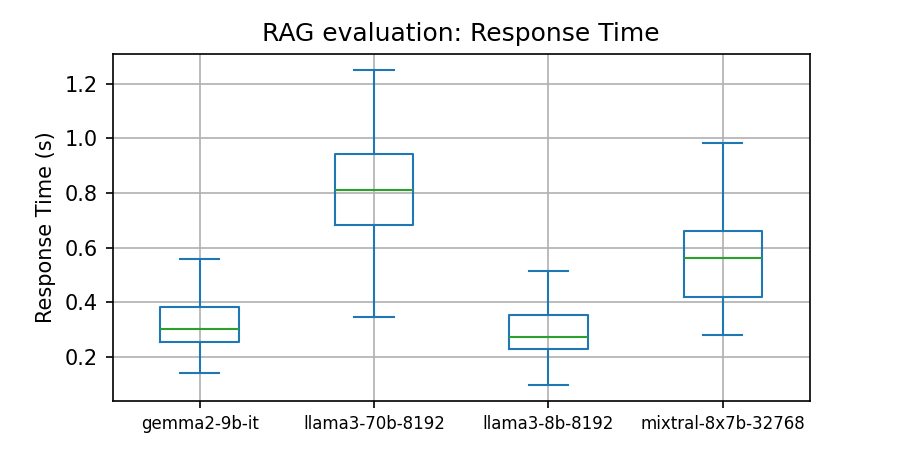 RAG evaluation: Response Time
Response Time (s)
1.2
1.0
0.8
0.6
0.4
0.2
gemma2-9b-it llama3-70b-8192 llama3-8b-8192 mixtral-8x7b-32768